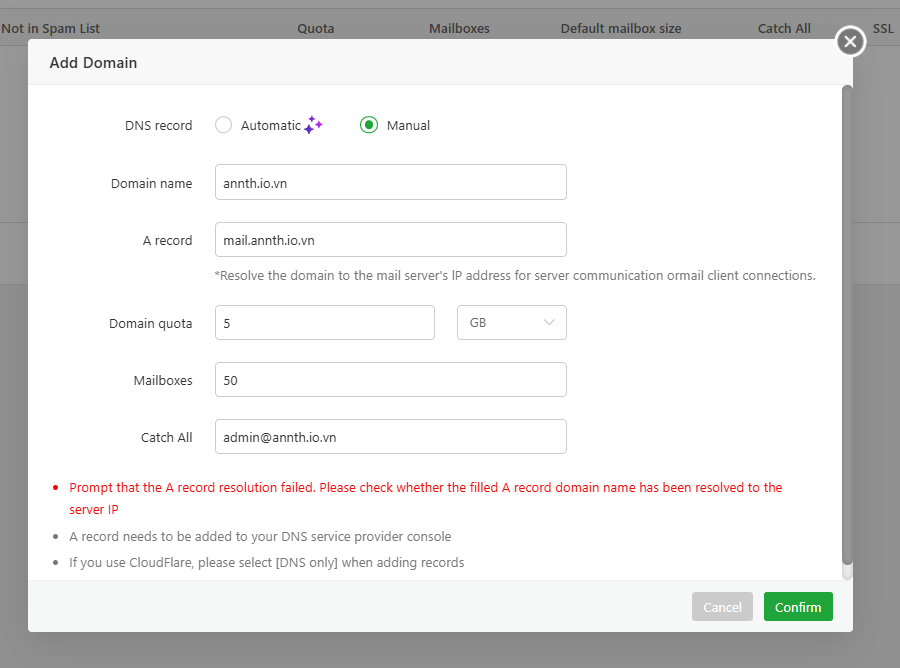 Not in Spam List Quota Mailboxes Default mailbox size Catch All SSL
Add Domain
DNS record Automatic Manual
Domain name annth.io.vn
A record mail.annth.io.vn
*Resolve the domain to the mail server's IP address for server communication ormail client connections.
Domain quota 5 GB
Mailboxes 50
Catch All admin@annth.io.vn
Prompt that the A record resolution failed. Please check whether the filled A record domain name has been resolved to the
server IP
A record needs to be added to your DNS service provider console
If you use CloudFlare, please select [DNS only] when adding records
Cancel Confirm